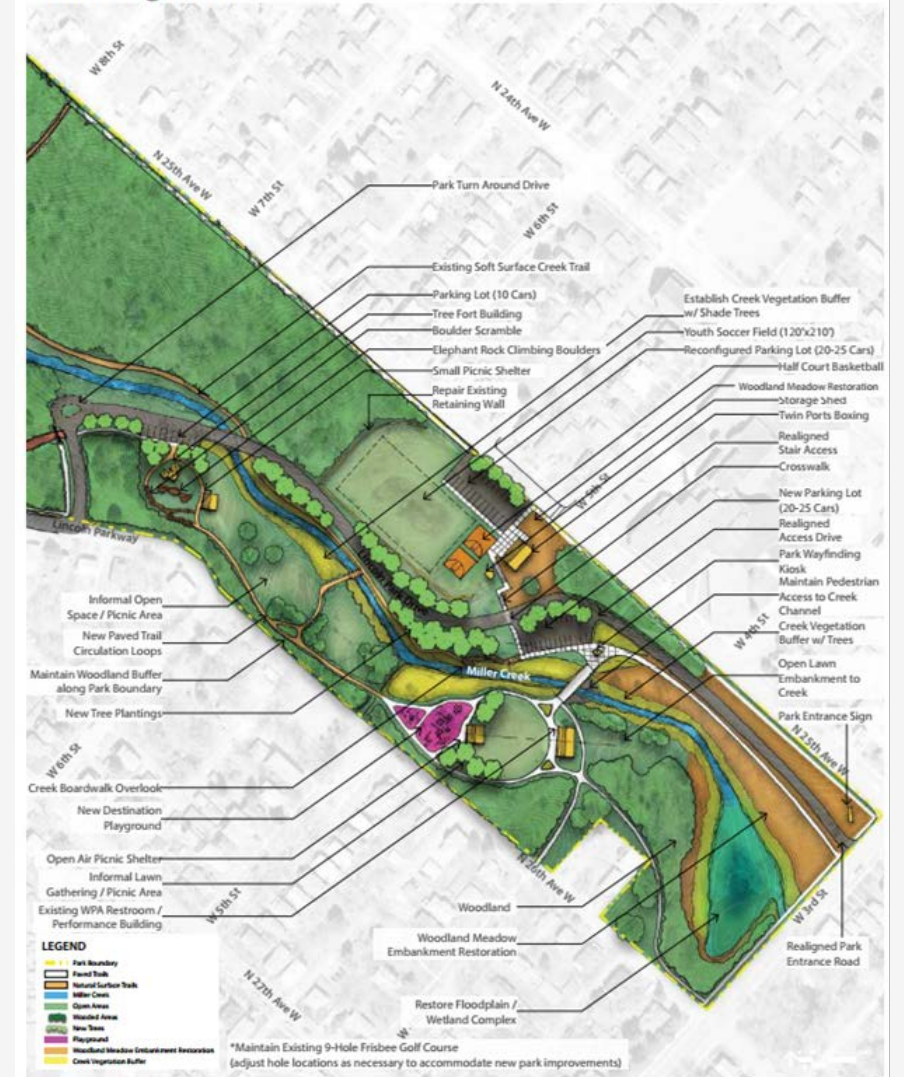 W 8th St
N 24th Ave W
N 25th Ave W
W 7th St
W 6th St
Park Turn Around Drive
Existing Soft Surface Creek Trail
Parking Lot (10 Cars)
Tree Fort Building
Boulder Scramble
Elephant Rock Climbing Boulders
Small Picnic Shelter
Repair Existing
Retaining Wall
Establish Creek Vegetation Buffer
w/ Shade Trees
Youth Soccer Field (120'x210')
Reconfigured Parking Lot (20-25 Cars)
Half Court Basketball
Woodland Meadow Restoration
Storage Shed
Twin Ports Boxing
Realigned
Stair Access
Crosswalk
W 5th St
New Parking Lot
(20-25 Cars)
Realigned
Access Drive
Park Wayfinding
Kiosk
Maintain Pedestrian
Access to Creek
Channel
Creek Vegetation
Buffer w/ Trees
W 4th St
Open Lawn
Embankment to
Creek
Park Entrance Sign
N 25th Ave W
Lincoln Parkway
Miller Creek
Informal Open
Space / Picnic Area
New Paved Trail
Circulation Loops
Maintain Woodland Buffer
along Park Boundary
New Tree Plantings
W 6th St
Creek Boardwalk Overlook
New Destination
Playground
Open Air Picnic Shelter
Informal Lawn
Gathering / Picnic Area
Existing WPA Restroom /
Performance Building
W 5th St
N 26th Ave W
W 3rd St
Woodland
Woodland Meadow
Embankment Restoration
Realigned Park
Entrance Road
Restore Floodplain /
Wetland Complex
N 27th Ave W
W
LEGEND
Park Boundary
Paved Trails
Natural Surface Trails
Miller Creek
Open Areas
Wooded Areas
New Trees
Playground
Woodland Meadow Embankment Restoration
Creek Vegetation Buffer
*Maintain Existing 9-Hole Frisbee Golf Course
(adjust hole locations as necessary to accommodate new park improvements)